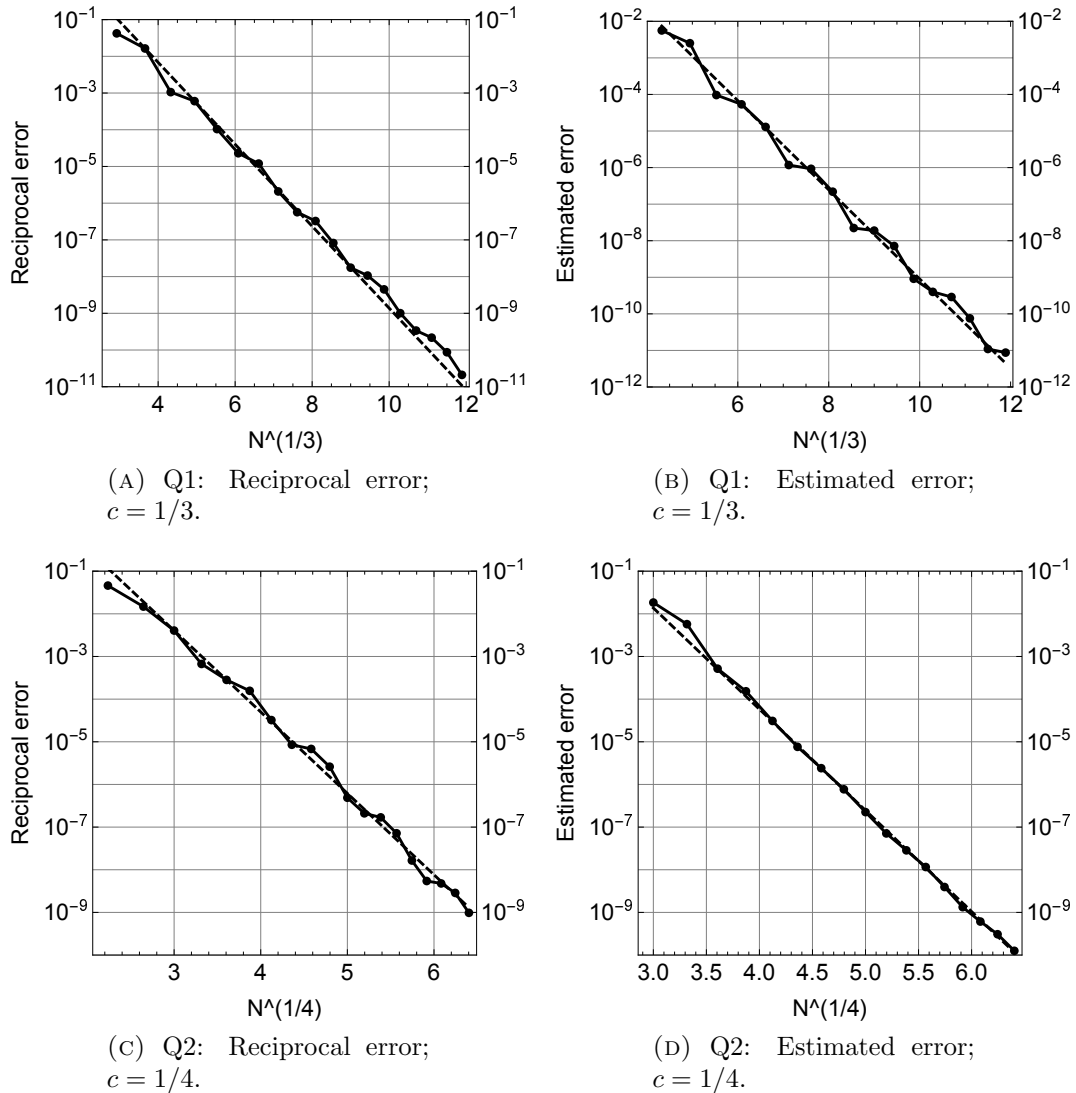 10^-1 10^-1
10^-3 10^-3
10^-5 10^-5
10^-7 10^-7
10^-9 10^-9
10^-11 10^-11
Reciprocal error
4 6 8 10 12
N^(1/3)
(A) Q1: Reciprocal error;
c = 1/3.
10^-2 10^-2
10^-4 10^-4
10^-6 10^-6
10^-8 10^-8
10^-10 10^-10
10^-12 10^-12
Estimated error
6 8 10 12
N^(1/3)
(B) Q1: Estimated error;
c = 1/3.
10^-1 10^-1
10^-3 10^-3
10^-5 10^-5
10^-7 10^-7
10^-9 10^-9
Reciprocal error
3 4 5 6
N^(1/4)
(C) Q2: Reciprocal error;
c = 1/4.
10^-1 10^-1
10^-3 10^-3
10^-5 10^-5
10^-7 10^-7
10^-9 10^-9
Estimated error
3.0 3.5 4.0 4.5 5.0 5.5 6.0
N^(1/4)
(D) Q2: Estimated error;
c = 1/4.